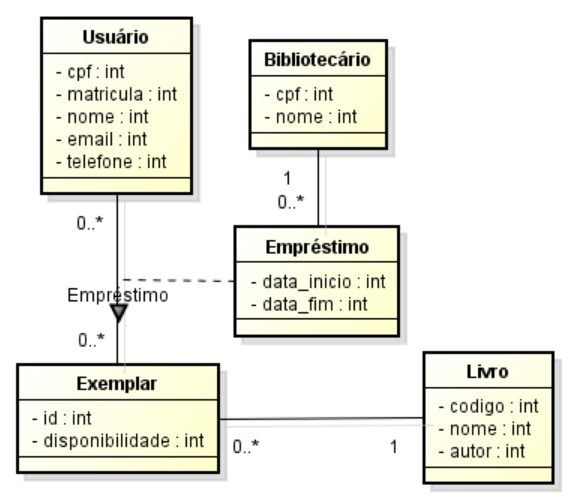 Usuário
- cpf : int
- matricula : int
- nome : int
- email : int
- telefone : int
Bibliotecário
- cpf : int
- nome : int
1
0..*
0..*
Empréstimo
- data_inicio : int
- data_fim : int
Empréstimo
0..*
Exemplar
- id : int
- disponibilidade : int
0..*
1
Livro
- codigo : int
- nome : int
- autor : int